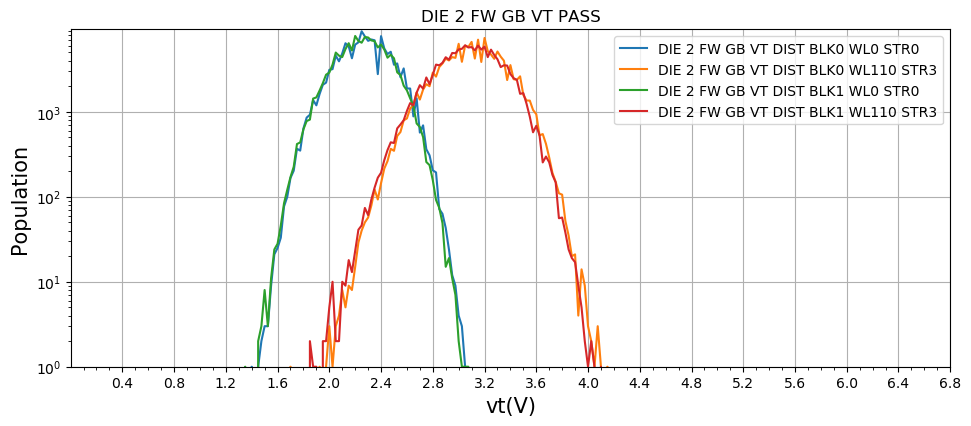 DIE 2 FW GB VT PASS
DIE 2 FW GB VT DIST BLK0 WL0 STR0
DIE 2 FW GB VT DIST BLK0 WL110 STR3
DIE 2 FW GB VT DIST BLK1 WL0 STR0
DIE 2 FW GB VT DIST BLK1 WL110 STR3
Population
10³
10²
10¹
10⁰
0.4 0.8 1.2 1.6 2.0 2.4 2.8 3.2 3.6 4.0 4.4 4.8 5.2 5.6 6.0 6.4 6.8
vt(V)